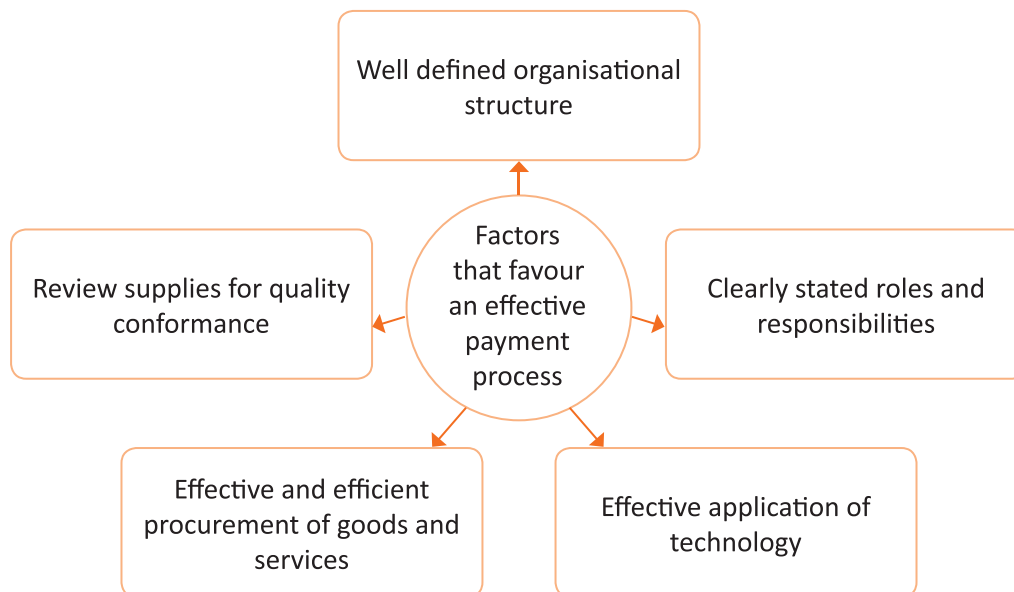 Well defined organisational
structure
Factors
that favour
an effective
payment
process
Review supplies for quality
conformance
Clearly stated roles and
responsibilities
Effective and efficient
procurement of goods and
services
Effective application of
technology